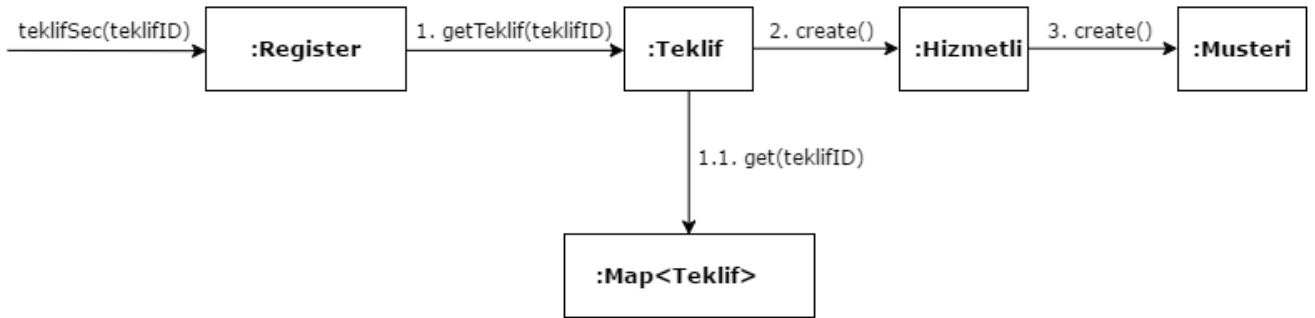 teklifSec(teklifID)
:Register
1. getTeklif(teklifID)
:Teklif
2. create()
:Hizmetli
3. create()
:Musteri
1.1. get(teklifID)
:Map<Teklif>